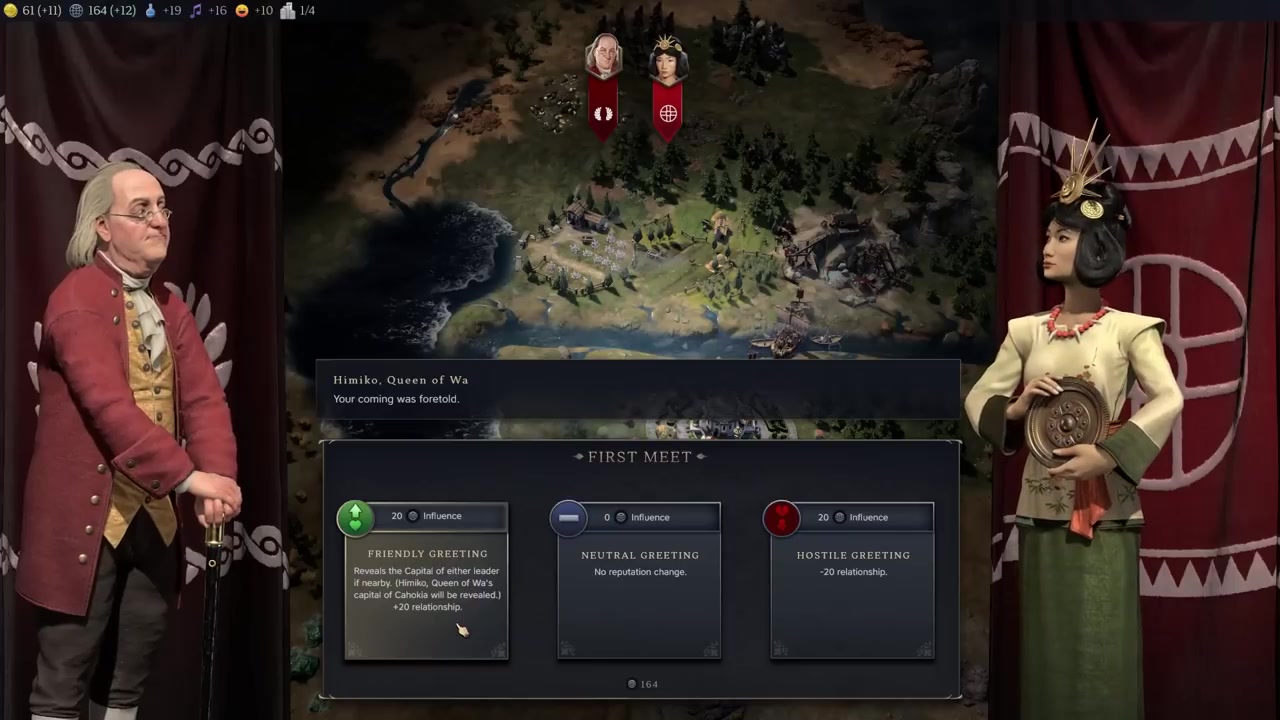 61 (+11) 164 (+12) +19 +16 +10 1/4
Himiko, Queen of Wa
Your coming was foretold.
FIRST MEET
20 Influence
FRIENDLY GREETING
Reveals the Capital of either leader
if nearby. (Himiko, Queen of Wa's
capital of Cahokia will be revealed.)
+20 relationship.
0 Influence
NEUTRAL GREETING
No reputation change.
20 Influence
HOSTILE GREETING
-20 relationship.
164